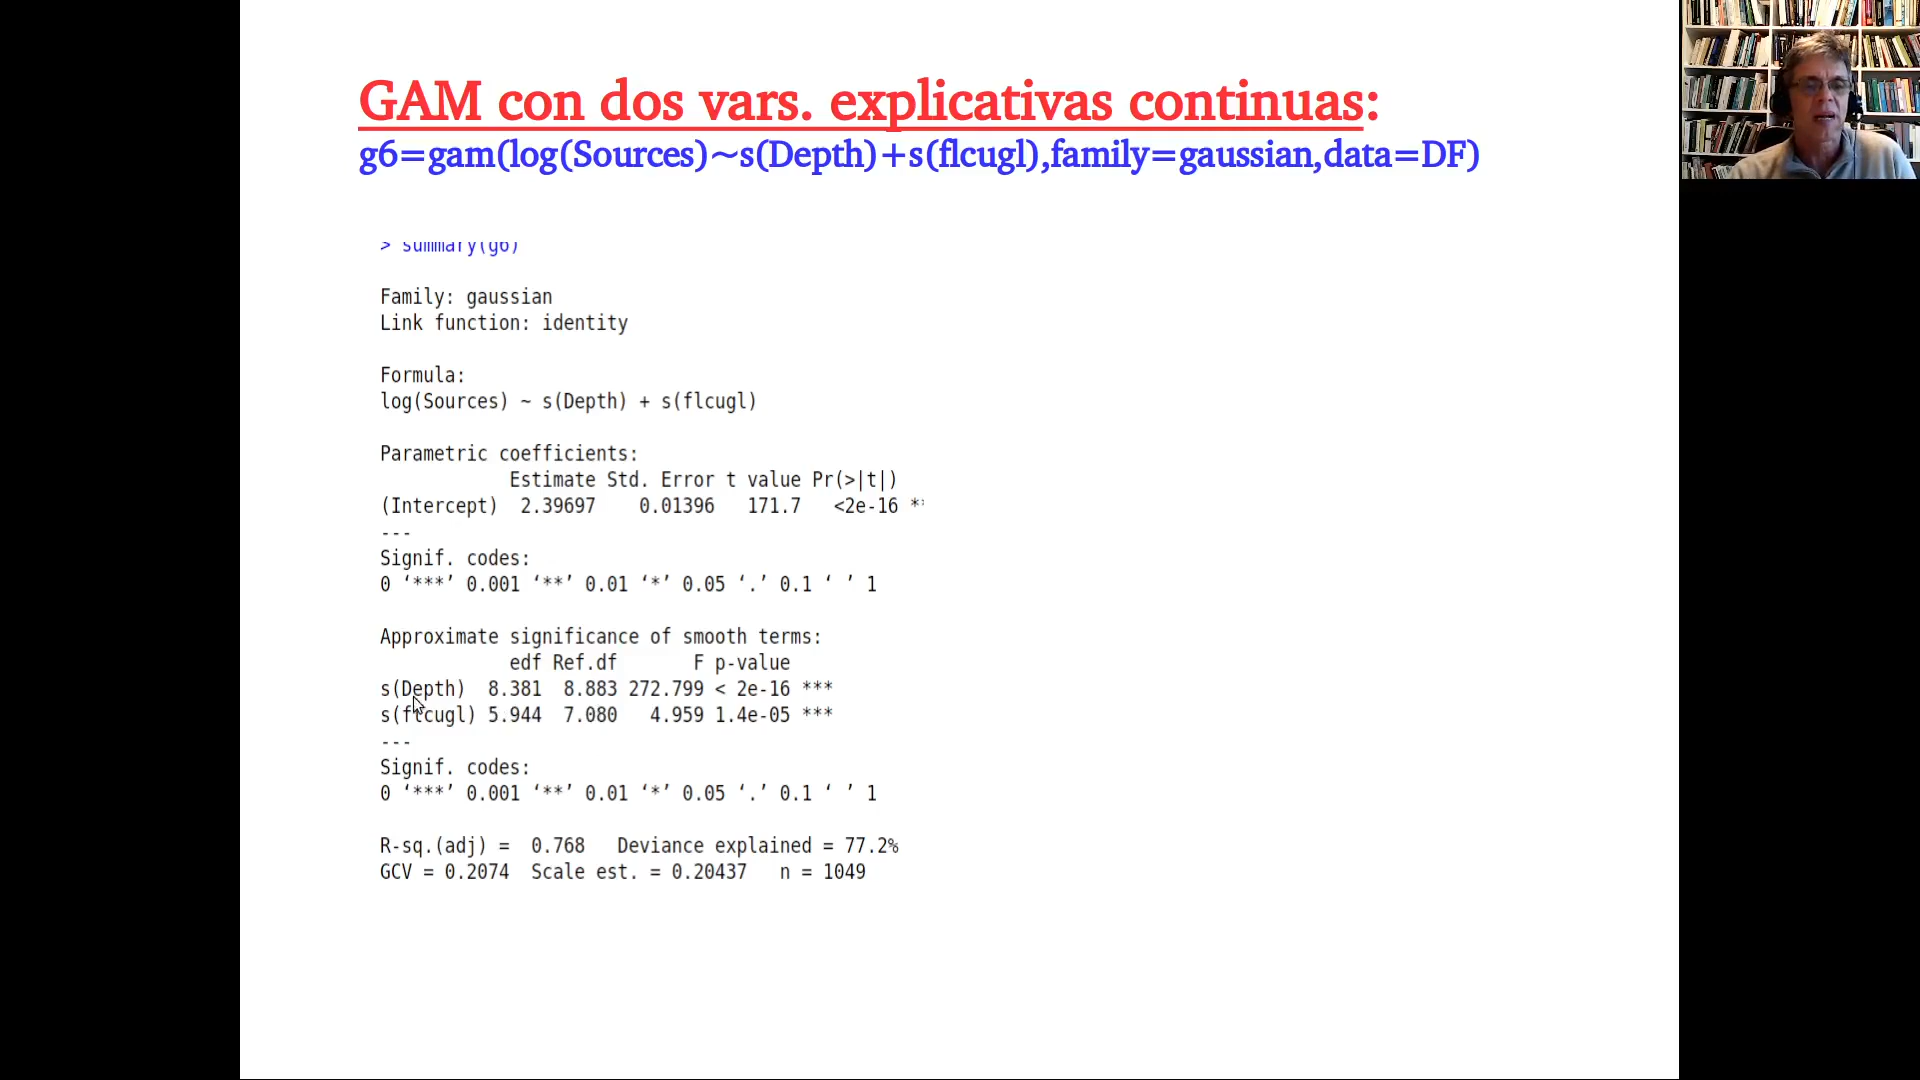 GAM con dos vars. explicativas continuas:
g6=gam(log(Sources)~s(Depth)+s(flcugl),family=gaussian,data=DF)
> summary(g6)
Family: gaussian
Link function: identity
Formula:
log(Sources) ~ s(Depth) + s(flcugl)
Parametric coefficients:
Estimate Std. Error t value Pr(>|t|)
(Intercept) 2.39697 0.01396 171.7 <2e-16 *
---
Signif. codes:
0 ‘***’ 0.001 ‘**’ 0.01 ‘*’ 0.05 ‘.’ 0.1 ‘ ’ 1
Approximate significance of smooth terms:
edf Ref.df F p-value
s(Depth) 8.381 8.883 272.799 < 2e-16 ***
s(flcugl) 5.944 7.080 4.959 1.4e-05 ***
---
Signif. codes:
0 ‘***’ 0.001 ‘**’ 0.01 ‘*’ 0.05 ‘.’ 0.1 ‘ ’ 1
R-sq.(adj) = 0.768 Deviance explained = 77.2%
GCV = 0.2074 Scale est. = 0.20437 n = 1049